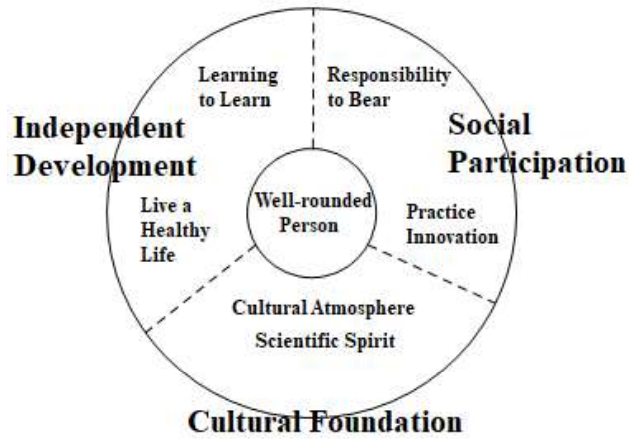 Learning
to Learn
Responsibility
to Bear
Independent
Development
Social
Participation
Live a
Healthy
Life
Well-rounded
Person
Practice
Innovation
Cultural Atmosphere
Scientific Spirit
Cultural Foundation